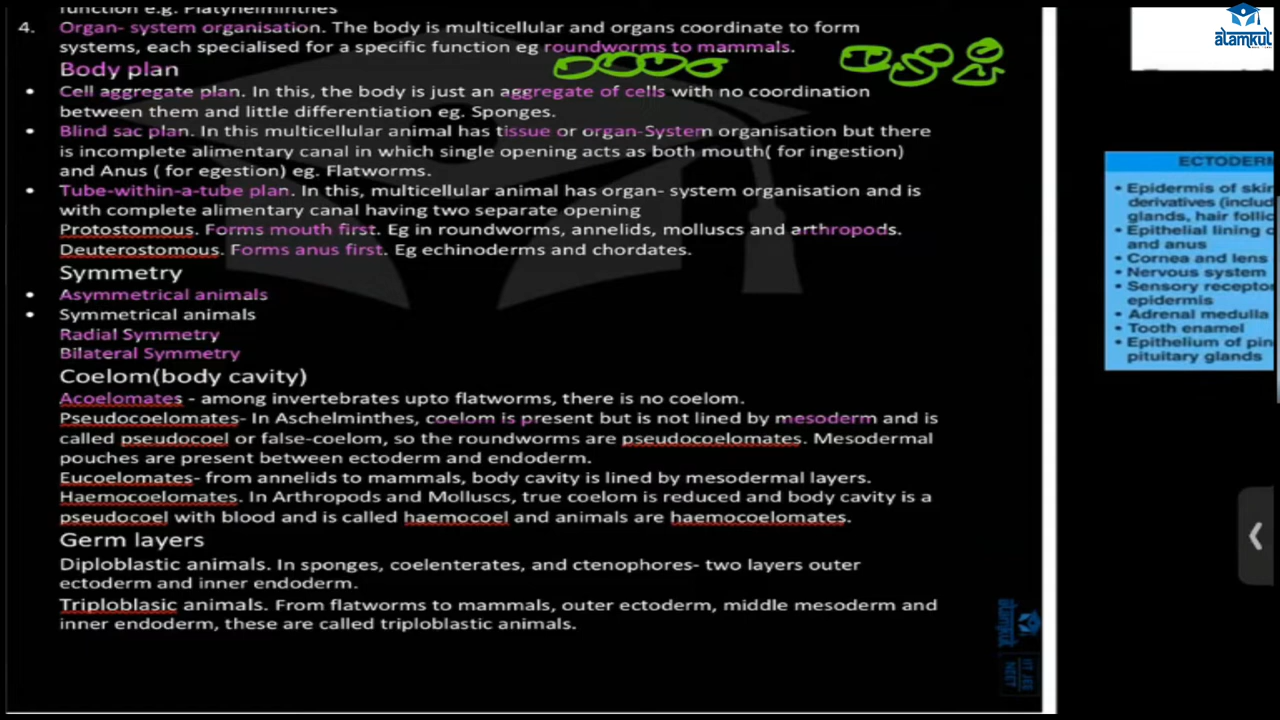 function e.g. Platyhelminthes
4. Organ- system organisation. The body is multicellular and organs coordinate to form
systems, each specialised for a specific function eg roundworms to mammals.
Body plan
• Cell aggregate plan. In this, the body is just an aggregate of cells with no coordination
between them and little differentiation eg. Sponges.
• Blind sac plan. In this multicellular animal has tissue or organ-System organisation but there
is incomplete alimentary canal in which single opening acts as both mouth( for ingestion)
and Anus ( for egestion) eg. Flatworms.
• Tube-within-a-tube plan. In this, multicellular animal has organ- system organisation and is
with complete alimentary canal having two separate opening
Protostomous. Forms mouth first. Eg in roundworms, annelids, molluscs and arthropods.
Deuterostomous. Forms anus first. Eg echinoderms and chordates.
Symmetry
• Asymmetrical animals
• Symmetrical animals
Radial Symmetry
Bilateral Symmetry
Coelom(body cavity)
Acoelomates - among invertebrates upto flatworms, there is no coelom.
Pseudocoelomates- In Aschelminthes, coelom is present but is not lined by mesoderm and is
called pseudocoel or false-coelom, so the roundworms are pseudocoelomates. Mesodermal
pouches are present between ectoderm and endoderm.
Eucoelomates- from annelids to mammals, body cavity is lined by mesodermal layers.
Haemocoelomates. In Arthropods and Molluscs, true coelom is reduced and body cavity is a
pseudocoel with blood and is called haemocoel and animals are haemocoelomates.
Germ layers
Diploblastic animals. In sponges, coelenterates, and ctenophores- two layers outer
ectoderm and inner endoderm.
Triploblasic animals. From flatworms to mammals, outer ectoderm, middle mesoderm and
inner endoderm, these are called triploblastic animals.
alamkul
ECTODERM
• Epidermis of skin
derivatives (includ
glands, hair follic
• Epithelial lining o
and anus
• Cornea and lens
• Nervous system
• Sensory recepto
epidermis
• Adrenal medulla
• Tooth enamel
• Epithelium of pin
pituitary glands
alamkul
IIT JEE
NEET